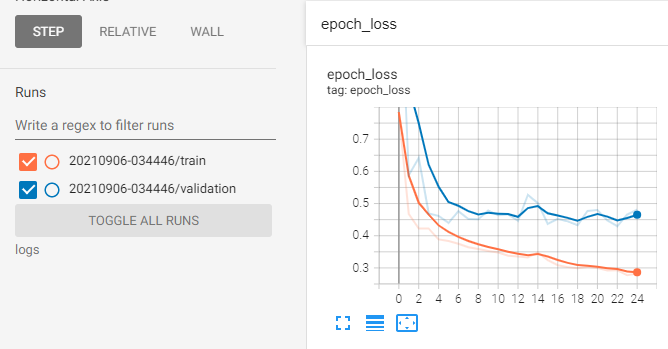 Horizontal Axis
STEP RELATIVE WALL
Runs
Write a regex to filter runs
20210906-034446/train
20210906-034446/validation
TOGGLE ALL RUNS
logs
epoch_loss
epoch_loss
tag: epoch_loss
0.7
0.6
0.5
0.4
0.3
0 2 4 6 8 10 12 14 16 18 20 22 24